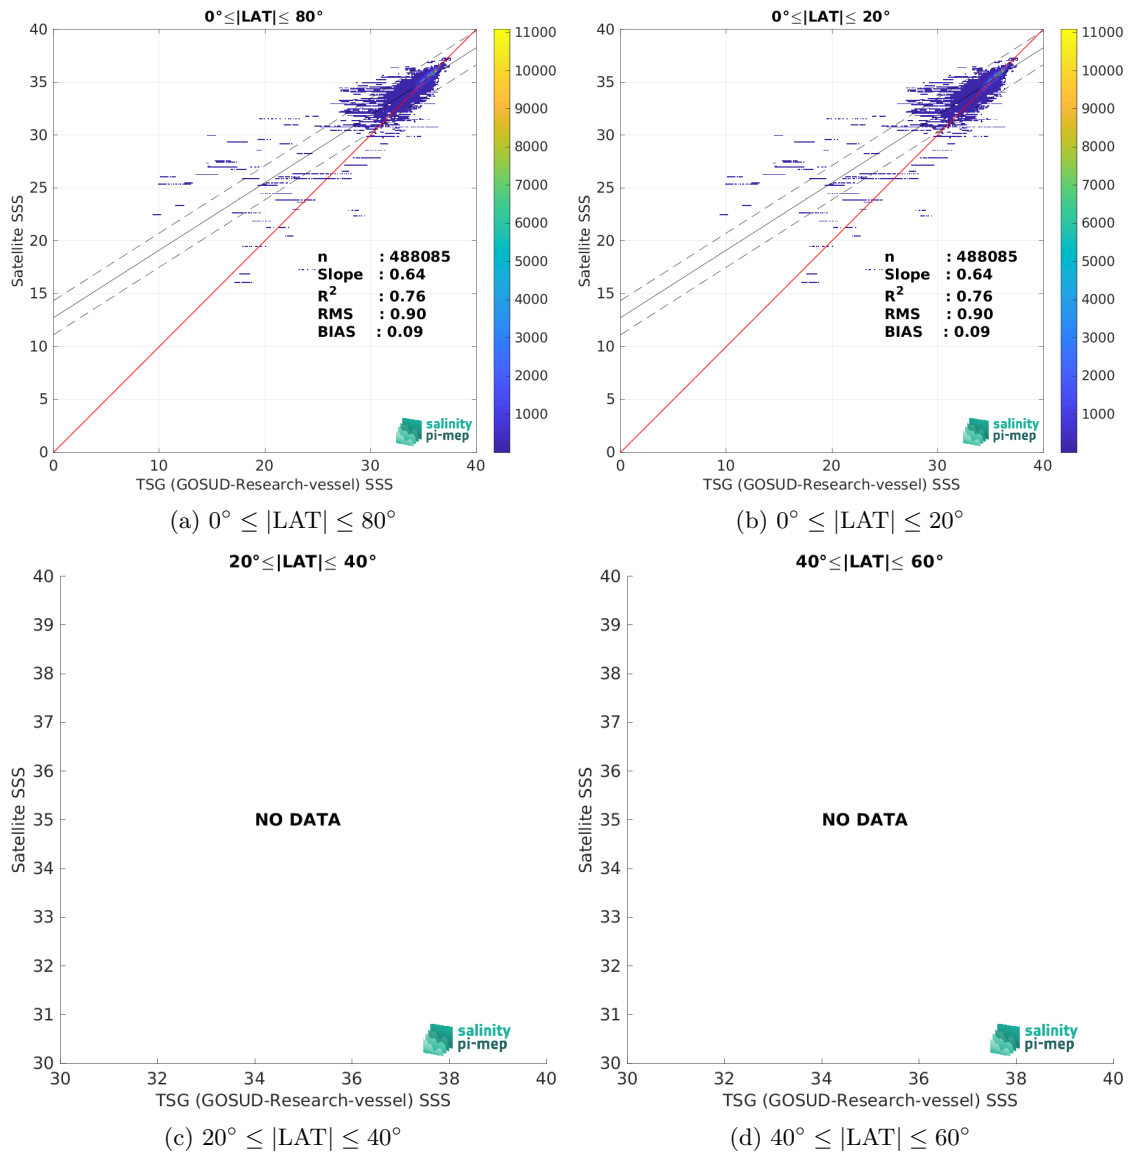 0°≤|LAT|≤ 80°
40
35
30
25
20
15
10
5
0
Satellite SSS
n : 488085
Slope : 0.64
R² : 0.76
RMS : 0.90
BIAS : 0.09
salinity
pi-mep
0 10 20 30 40
TSG (GOSUD-Research-vessel) SSS
11000
10000
9000
8000
7000
6000
5000
4000
3000
2000
1000
(a) 0° ≤ |LAT| ≤ 80°
0°≤|LAT|≤ 20°
40
35
30
25
20
15
10
5
0
Satellite SSS
n : 488085
Slope : 0.64
R² : 0.76
RMS : 0.90
BIAS : 0.09
salinity
pi-mep
0 10 20 30 40
TSG (GOSUD-Research-vessel) SSS
11000
10000
9000
8000
7000
6000
5000
4000
3000
2000
1000
(b) 0° ≤ |LAT| ≤ 20°
20°≤|LAT|≤ 40°
40
39
38
37
36
35
34
33
32
31
30
Satellite SSS
NO DATA
salinity
pi-mep
30 32 34 36 38 40
TSG (GOSUD-Research-vessel) SSS
(c) 20° ≤ |LAT| ≤ 40°
40°≤|LAT|≤ 60°
40
39
38
37
36
35
34
33
32
31
30
Satellite SSS
NO DATA
salinity
pi-mep
30 32 34 36 38 40
TSG (GOSUD-Research-vessel) SSS
(d) 40° ≤ |LAT| ≤ 60°